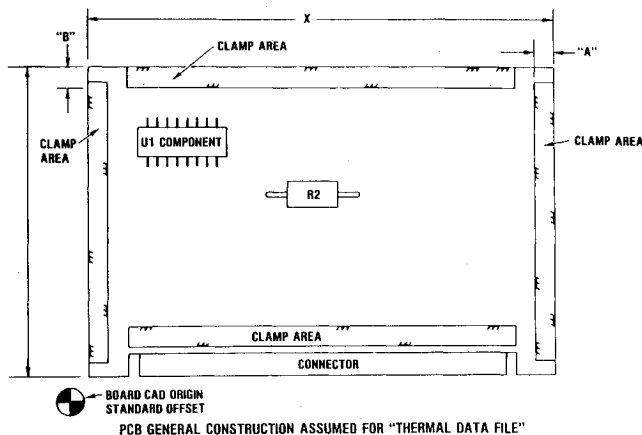 X
"B"
CLAMP AREA
"A"
CLAMP
AREA
U1 COMPONENT
CLAMP AREA
R2
CLAMP AREA
CONNECTOR
BOARD CAD ORIGIN
STANDARD OFFSET
PCB GENERAL CONSTRUCTION ASSUMED FOR "THERMAL DATA FILE"